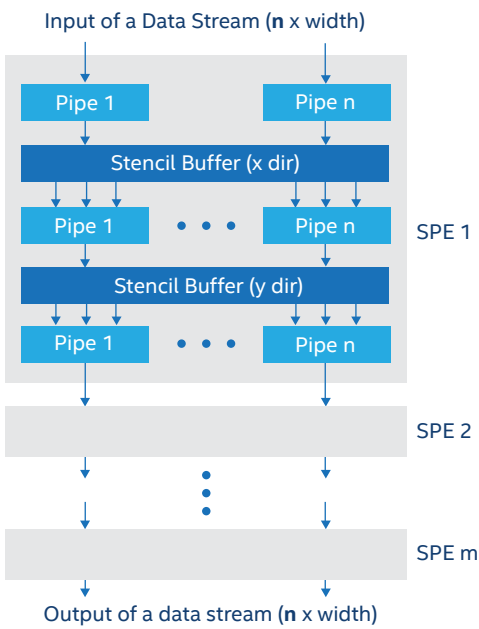 Input of a Data Stream (n x width)
Pipe 1 Pipe n
Stencil Buffer (x dir)
Pipe 1 Pipe n
SPE 1
Stencil Buffer (y dir)
Pipe 1 Pipe n
SPE 2
SPE m
Output of a data stream (n x width)